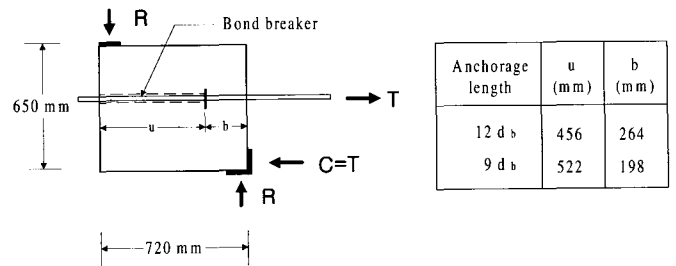 R
Bond breaker
650 mm
T
u
b
C=T
R
720 mm
Anchorage length u (mm) b (mm)
12 d b 456 264
9 d b 522 198